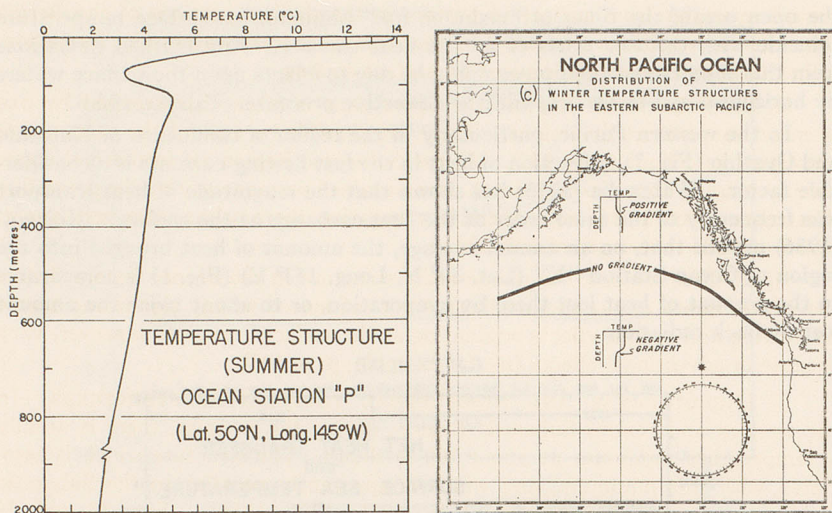 TEMPERATURE (°C)
0 2 4 6 8 10 12 14
200
400
600
800
2000
DEPTH (metres)
TEMPERATURE STRUCTURE
(SUMMER)
OCEAN STATION "P"
(Lat. 50°N, Long. 145°W)
NORTH PACIFIC OCEAN
DISTRIBUTION OF
(c) WINTER TEMPERATURE STRUCTURES
IN THE EASTERN SUBARCTIC PACIFIC
TEMP
DEPTH
POSITIVE
GRADIENT
NO GRADIENT
TEMP
DEPTH
NEGATIVE
GRADIENT